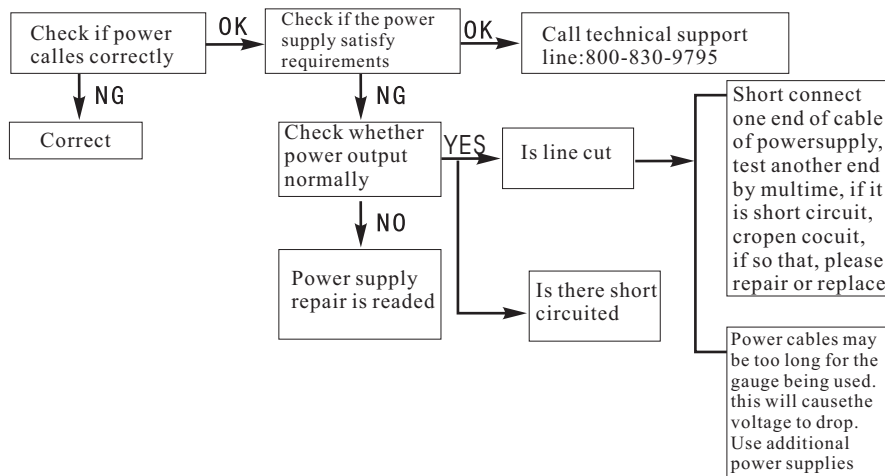 Check if power
calles correctly
OK
Check if the power
supply satisfy
requirements
OK
Call technical support
line:800-830-9795
NG
Correct
NG
Check whether
power output
normally
YES
Is line cut
Short connect
one end of cable
of powersupply,
test another end
by multime, if it
is short circuit,
cropen cocuit,
if so that, please
repair or replace
NO
Power supply
repair is readed
Is there short
circuited
Power cables may
be too long for the
gauge being used.
this will causethe
voltage to drop.
Use additional
power supplies